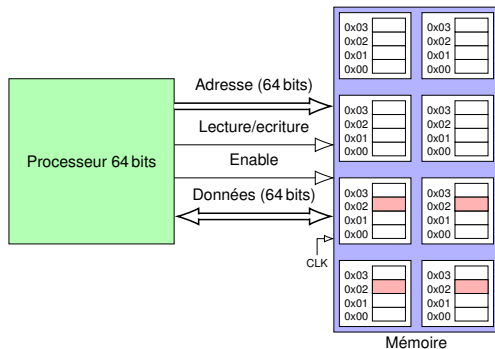 Processeur 64 bits
Adresse (64 bits)
Lecture/ecriture
Enable
Données (64 bits)
CLK
0x03 0x03
0x02 0x02
0x01 0x01
0x00 0x00
0x03 0x03
0x02 0x02
0x01 0x01
0x00 0x00
0x03 0x03
0x02 0x02
0x01 0x01
0x00 0x00
0x03 0x03
0x02 0x02
0x01 0x01
0x00 0x00
Mémoire